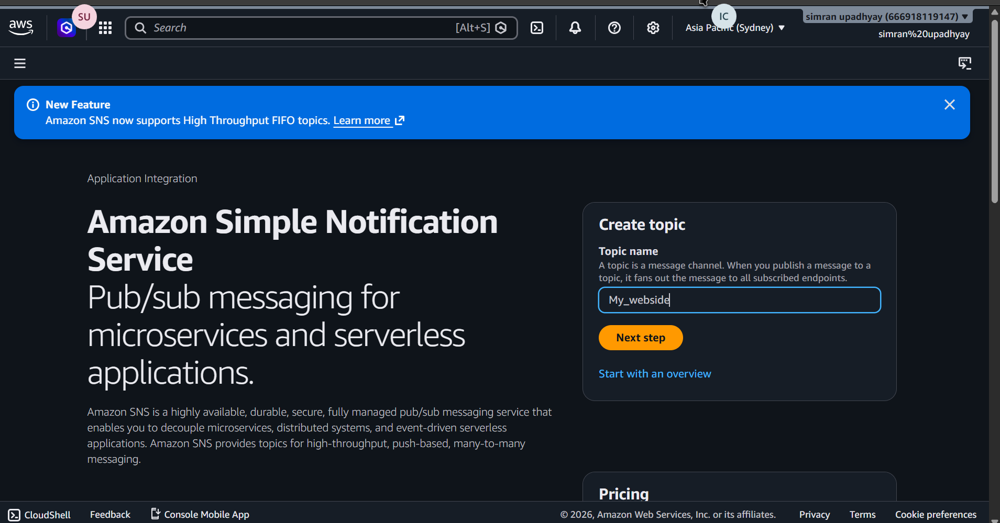 aws
SU
Search
[Alt+S]
IC
Asia Pacific (Sydney)
simran upadhyay (666918119147)
simran%20upadhyay
New Feature
Amazon SNS now supports High Throughput FIFO topics. Learn more
Application Integration
Amazon Simple Notification
Service
Pub/sub messaging for
microservices and serverless
applications.
Amazon SNS is a highly available, durable, secure, fully managed pub/sub messaging service that
enables you to decouple microservices, distributed systems, and event-driven serverless
applications. Amazon SNS provides topics for high-throughput, push-based, many-to-many
messaging.
Create topic
Topic name
A topic is a message channel. When you publish a message to a
topic, it fans out the message to all subscribed endpoints.
My_webside
Next step
Start with an overview
Pricing
CloudShell
Feedback
Console Mobile App
© 2026, Amazon Web Services, Inc. or its affiliates.
Privacy
Terms
Cookie preferences